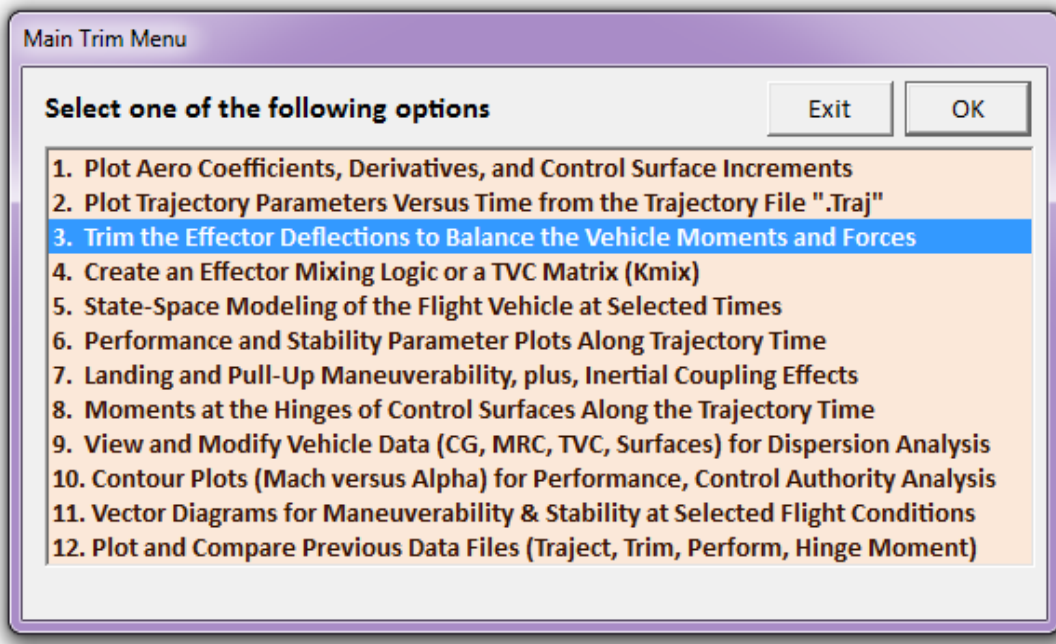 Main Trim Menu
Select one of the following options
Exit
OK
1. Plot Aero Coefficients, Derivatives, and Control Surface Increments
2. Plot Trajectory Parameters Versus Time from the Trajectory File ".Traj"
3. Trim the Effector Deflections to Balance the Vehicle Moments and Forces
4. Create an Effector Mixing Logic or a TVC Matrix (Kmix)
5. State-Space Modeling of the Flight Vehicle at Selected Times
6. Performance and Stability Parameter Plots Along Trajectory Time
7. Landing and Pull-Up Maneuverability, plus, Inertial Coupling Effects
8. Moments at the Hinges of Control Surfaces Along the Trajectory Time
9. View and Modify Vehicle Data (CG, MRC, TVC, Surfaces) for Dispersion Analysis
10. Contour Plots (Mach versus Alpha) for Performance, Control Authority Analysis
11. Vector Diagrams for Maneuverability & Stability at Selected Flight Conditions
12. Plot and Compare Previous Data Files (Traject, Trim, Perform, Hinge Moment)